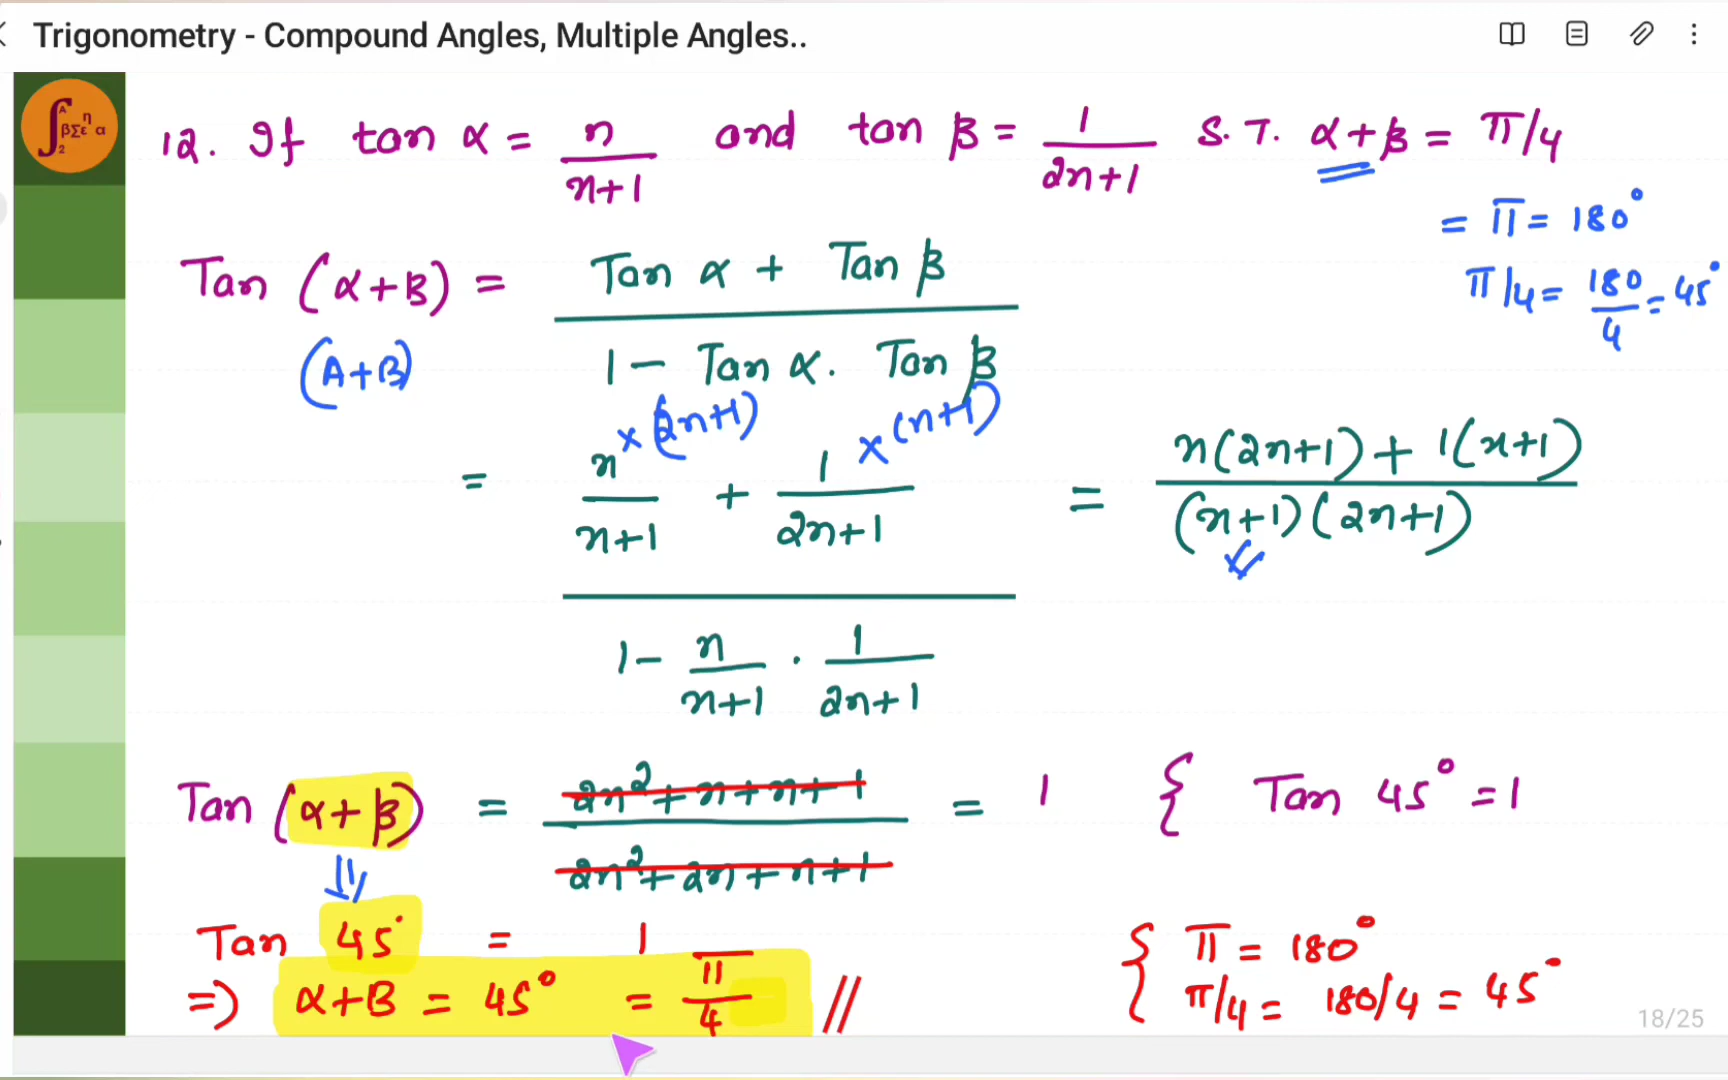 Trigonometry - Compound Angles, Multiple Angles..
12. If tan α = n/n+1 and tan β = 1/2n+1 S.T. α+β = π/4
= π = 180°
π/4 = 180/4 = 45°
Tan (α+β) = Tan α + Tan β / 1 - Tan α. Tan β
(A+B)
= n/n+1 ×(2n+1) + 1/2n+1 ×(n+1) / 1 - n/n+1 . 1/2n+1 = n(2n+1) + 1(n+1) / (n+1)(2n+1)
Tan (α+β) = 2n²+n+n+1 / 2n²+2n+n+1 = 1 { Tan 45° = 1
Tan 45° = 1
=) α+β = 45° = π/4 //
{ π = 180°
π/4 = 180/4 = 45°
18/25